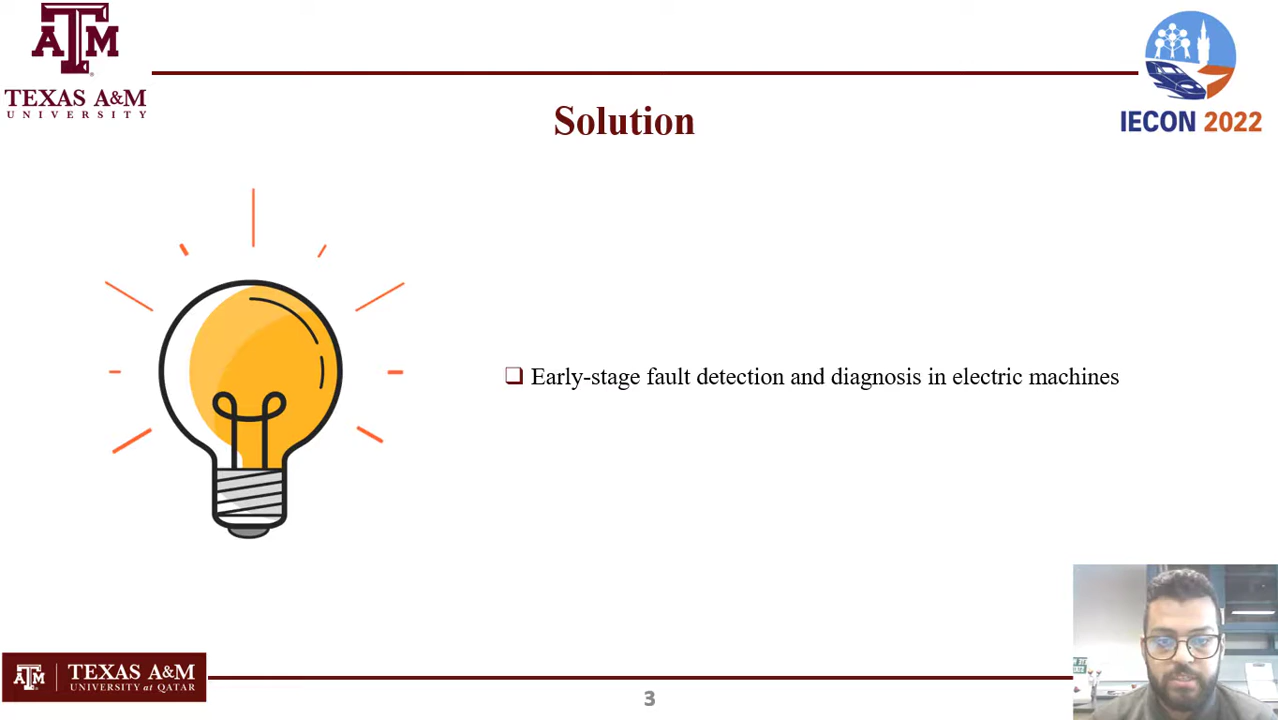 TEXAS A&M
UNIVERSITY
IECON 2022
Solution
Early-stage fault detection and diagnosis in electric machines
TEXAS A&M
UNIVERSITY at QATAR
3